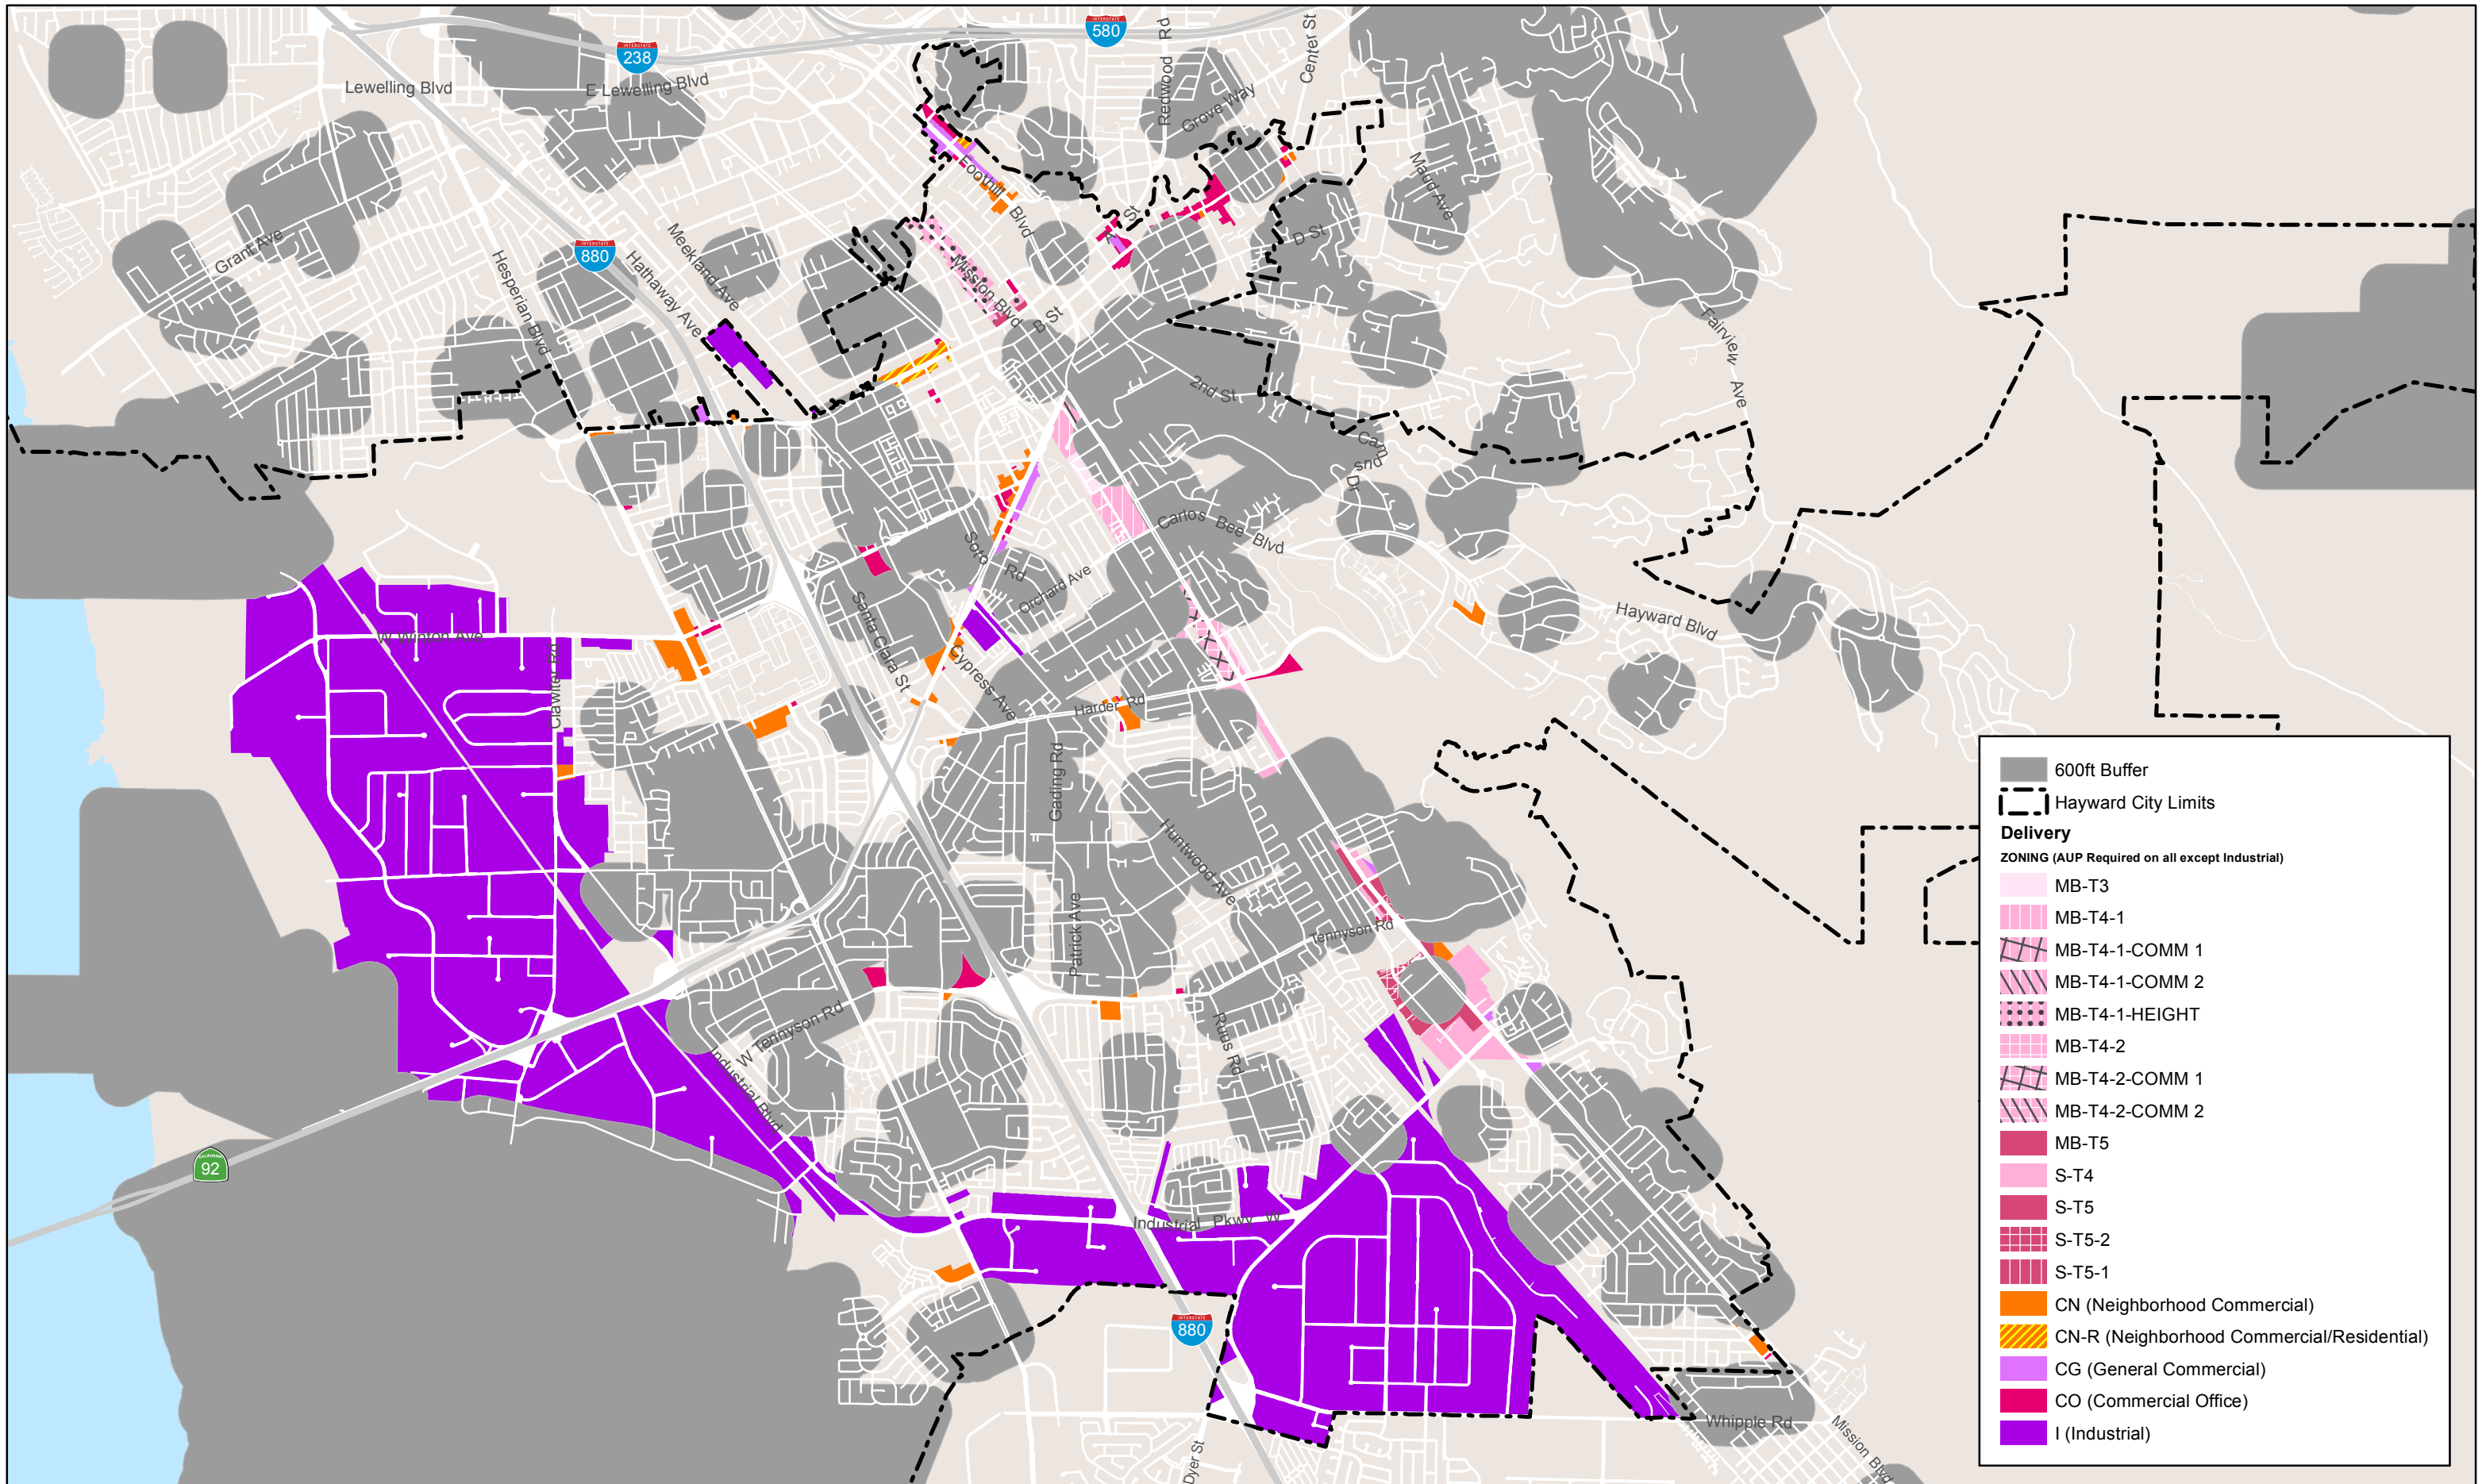 INTERSTATE
580
INTERSTATE
238
Redwood Rd
Center St
Lewelling Blvd
E Lewelling Blvd
Grove Way
Foothill Blvd
Maud Ave
A St
D St
Grant Ave
INTERSTATE
880
Hesperian Blvd
Hathaway Ave
Meekland Ave
Mission Blvd
B St
Fairview Ave
2nd St
Carlos Bee Blvd
Soto Rd
Orchard Ave
Santa Clara St
Hayward Blvd
W Winton Ave
Clawiter Rd
Cypress Ave
Harder Rd
Gading Rd
Huntwood Ave
Patrick Ave
Tennyson Rd
W Tennyson Rd
Ruus Rd
Industrial Blvd
CALIFORNIA
92
Industrial Pkwy W
INTERSTATE
880
Whipple Rd
Mission Blvd
Dyer St
600ft Buffer
Hayward City Limits
Delivery
ZONING (AUP Required on all except Industrial)
MB-T3
MB-T4-1
MB-T4-1-COMM 1
MB-T4-1-COMM 2
MB-T4-1-HEIGHT
MB-T4-2
MB-T4-2-COMM 1
MB-T4-2-COMM 2
MB-T5
S-T4
S-T5
S-T5-2
S-T5-1
CN (Neighborhood Commercial)
CN-R (Neighborhood Commercial/Residential)
CG (General Commercial)
CO (Commercial Office)
I (Industrial)